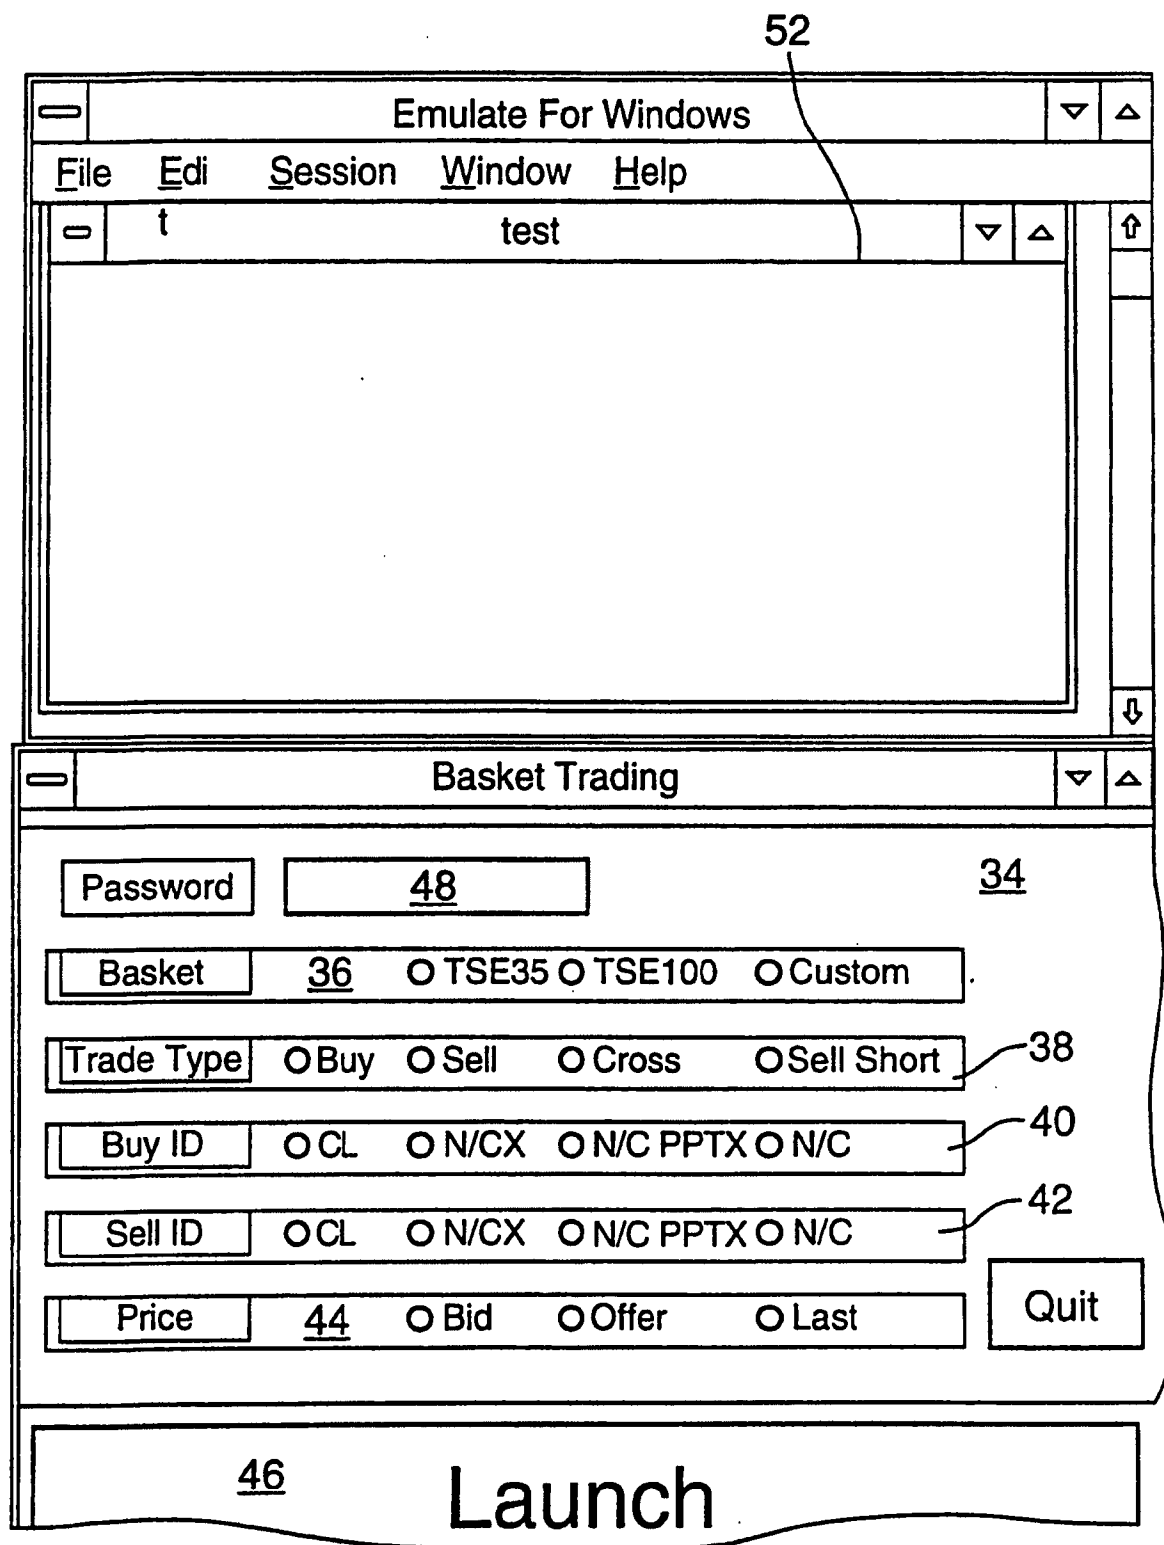 52
Emulate For Windows
File Edi Session Window Help
t test
Basket Trading
Password 48 34
Basket 36 TSE35 TSE100 Custom
Trade Type Buy Sell Cross Sell Short 38
Buy ID CL N/CX N/C PPTX N/C 40
Sell ID CL N/CX N/C PPTX N/C 42
Price 44 Bid Offer Last Quit
46 Launch